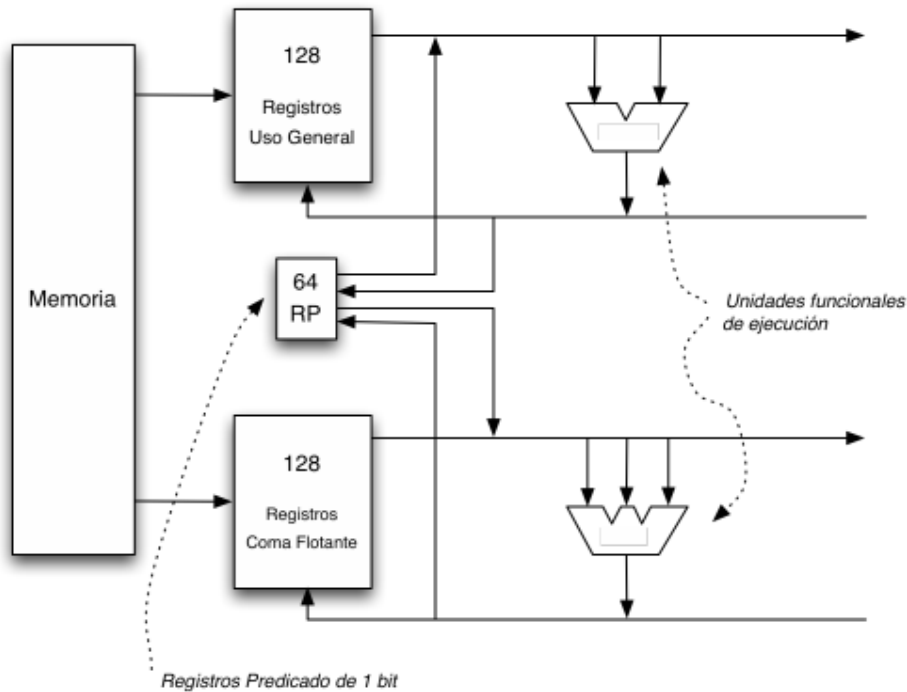 128
Registros
Uso General
Memoria
64
RP
Unidades funcionales
de ejecución
128
Registros
Coma Flotante
Registros Predicado de 1 bit